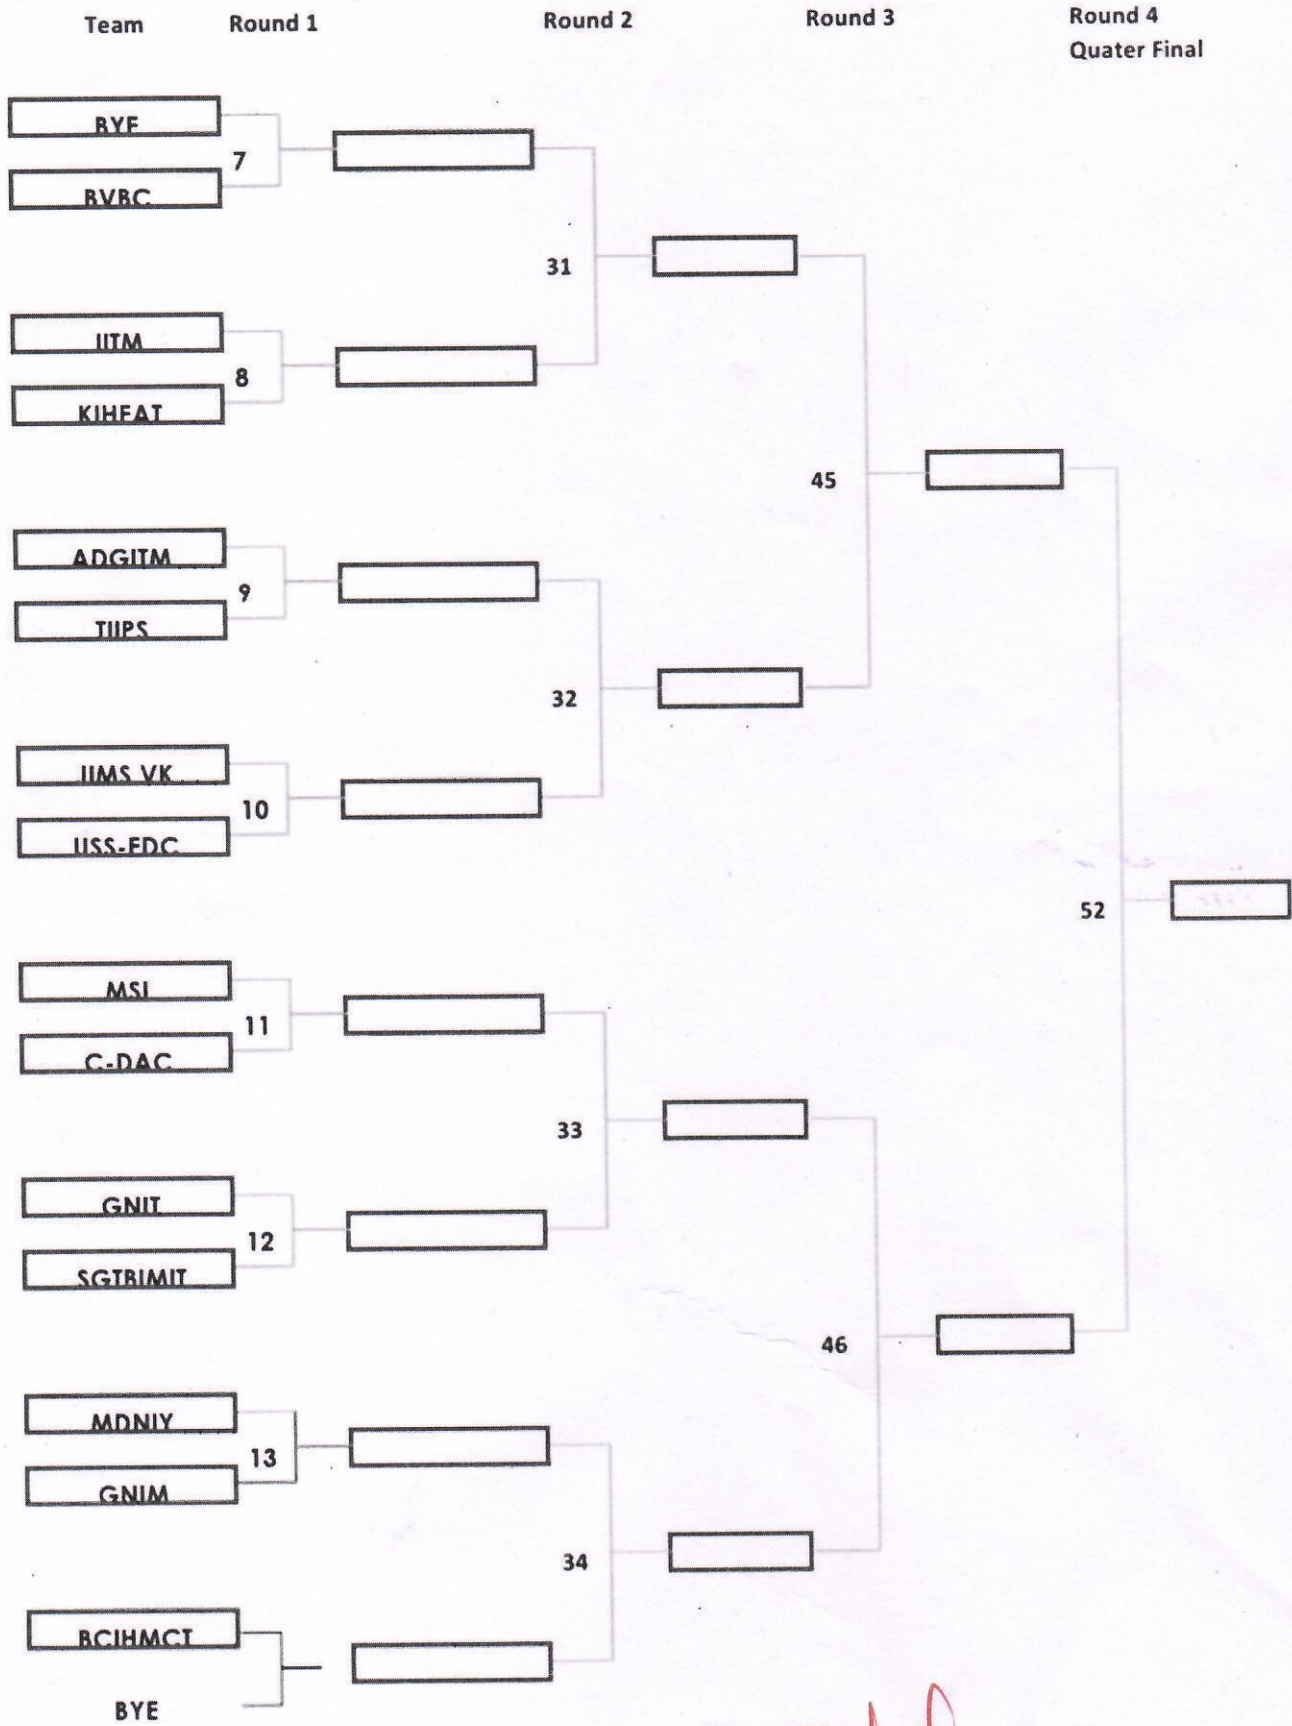 Team Round 1 Round 2 Round 3 Round 4
Quater Final
BYE
7
BVBC
31
IITM
8
KIHEAT
45
ADGITM
9
TIIPS
32
JIMS VK
10
USS-EDC
52
MSI
11
C-DAC
33
GNIT
12
SGTBIMIT
46
MDNIY
13
GNIM
34
BCIHMCT
BYE